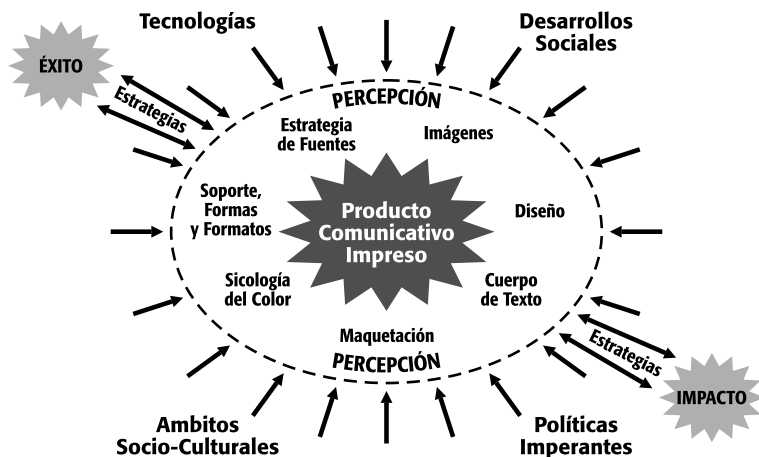 Tecnologías
Desarrollos
Sociales
ÉXITO
Estrategias
PERCEPCIÓN
Estrategia
de Fuentes
Imágenes
Soporte,
Formas
y Formatos
Producto
Comunicativo
Impreso
Diseño
Sicología
del Color
Cuerpo
de Texto
Maquetación
PERCEPCIÓN
Estrategias
IMPACTO
Ambitos
Socio-Culturales
Políticas
Imperantes